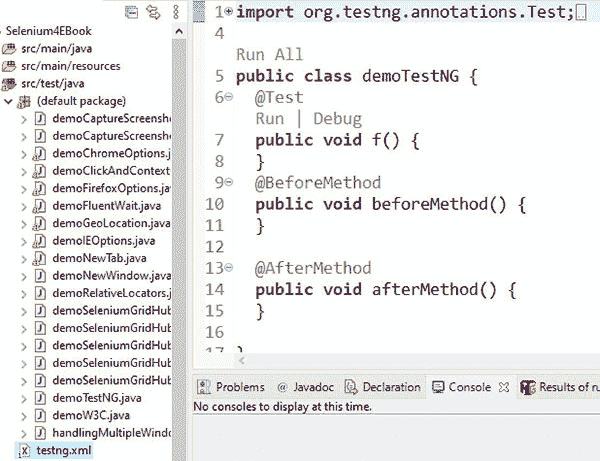 Selenium4EBook
src/main/java
src/main/resources
src/test/java
(default package)
demoCaptureScreensh
demoCaptureScreensh
demoChromeOptions.j
demoClickAndContext
demoFirefoxOptions.j
demoFluentWait.java
demoGeoLocation.java
demoIEOptions.java
demoNewTab.java
demoNewWindow.java
demoRelativeLocators.j
demoSeleniumGridHub
demoSeleniumGridHub
demoSeleniumGridHub
demoSeleniumGridHub
demoTestNG.java
demoW3C.java
handlingMultipleWindo
testng.xml
1 import org.testng.annotations.Test;
4
Run All
5 public class demoTestNG {
6 @Test
Run | Debug
7 public void f() {
8 }
9 @BeforeMethod
10 public void beforeMethod() {
11 }
12
13 @AfterMethod
14 public void afterMethod() {
15 }
16
17 }
Problems @ Javadoc Declaration Console Results of ru
No consoles to display at this time.